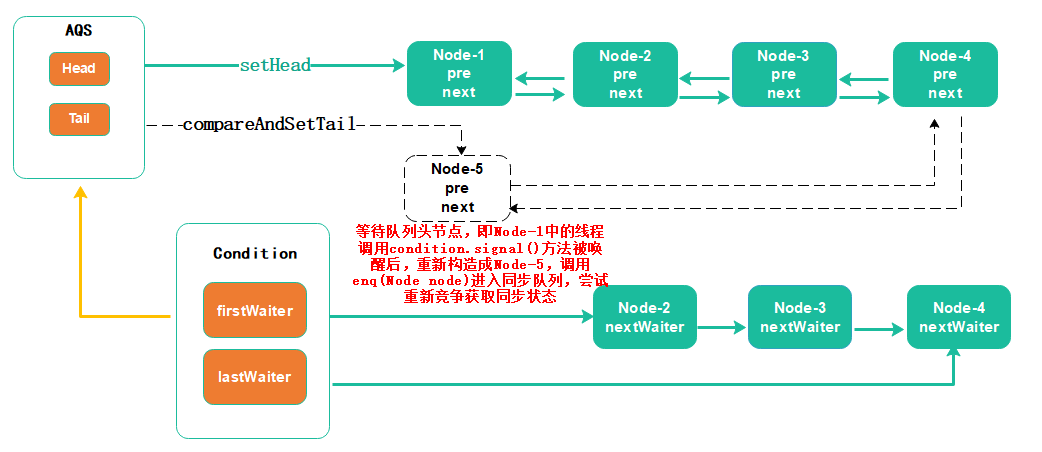 AQS
Head
Tail
setHead
Node-1
pre
next
Node-2
pre
next
Node-3
pre
next
Node-4
pre
next
compareAndSetTail
Node-5
pre
next
等待队列头节点，即Node-1中的线程
调用condition.signal()方法被唤
醒后，重新构造成Node-5，调用
enq(Node node)进入同步队列，尝试
重新竞争获取同步状态
Condition
firstWaiter
lastWaiter
Node-2
nextWaiter
Node-3
nextWaiter
Node-4
nextWaiter